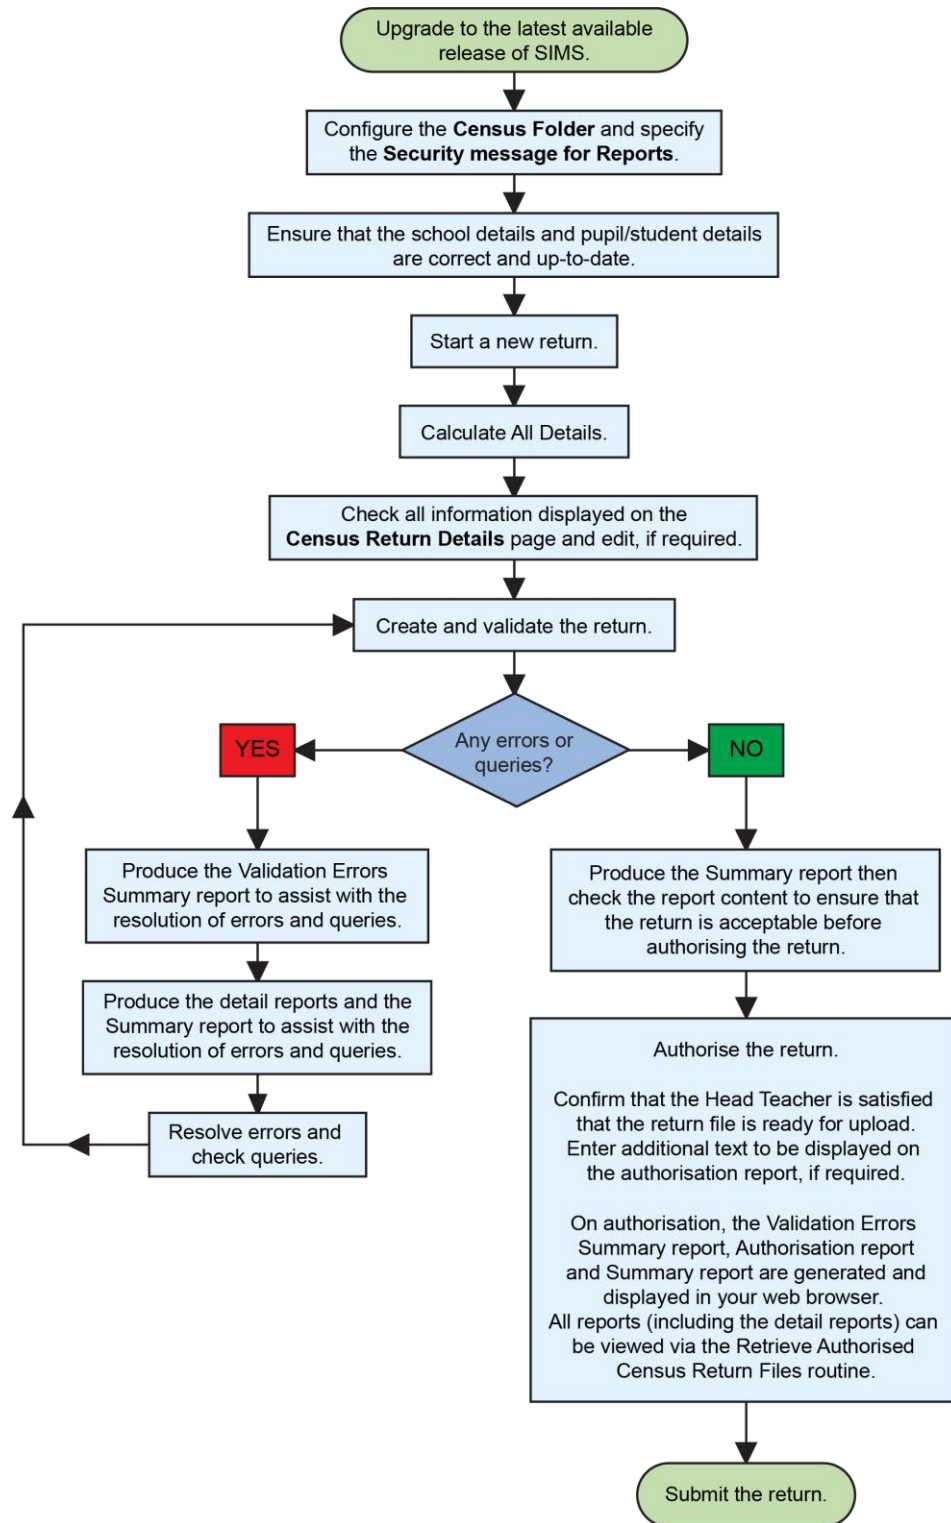 Upgrade to the latest available
release of SIMS.
Configure the Census Folder and specify
the Security message for Reports.
Ensure that the school details and pupil/student details
are correct and up-to-date.
Start a new return.
Calculate All Details.
Check all information displayed on the
Census Return Details page and edit, if required.
Create and validate the return.
Any errors or
queries?
YES
NO
Produce the Validation Errors
Summary report to assist with the
resolution of errors and queries.
Produce the detail reports and the
Summary report to assist with the
resolution of errors and queries.
Resolve errors and
check queries.
Produce the Summary report then
check the report content to ensure that
the return is acceptable before
authorising the return.
Authorise the return.
Confirm that the Head Teacher is satisfied
that the return file is ready for upload.
Enter additional text to be displayed on
the authorisation report, if required.
On authorisation, the Validation Errors
Summary report, Authorisation report
and Summary report are generated and
displayed in your web browser.
All reports (including the detail reports) can
be viewed via the Retrieve Authorised
Census Return Files routine.
Submit the return.